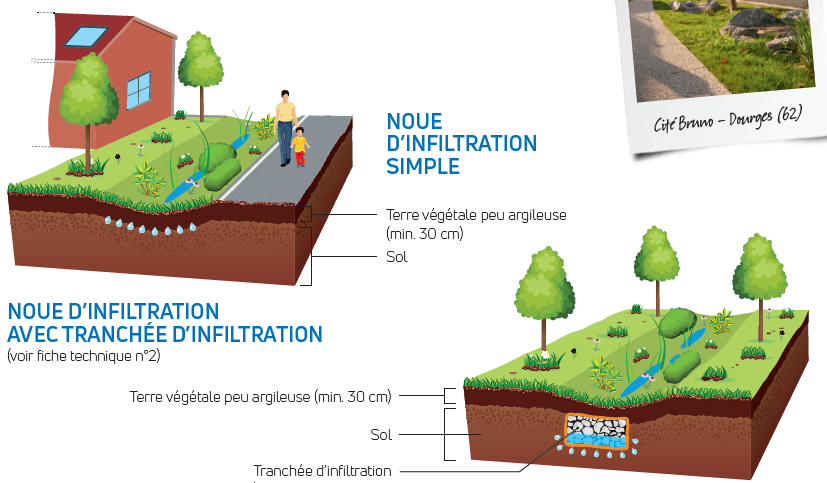 Cité Bruno – Dourges (62)
NOUE
D'INFILTRATION
SIMPLE
Terre végétale peu argileuse
(min. 30 cm)
Sol
NOUE D'INFILTRATION
AVEC TRANCHÉE D'INFILTRATION
(voir fiche technique n°2)
Terre végétale peu argileuse (min. 30 cm)
Sol
Tranchée d'infiltration